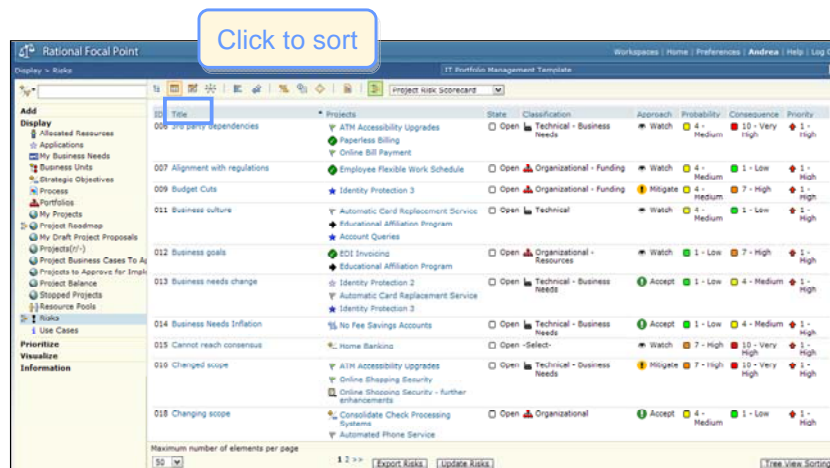 Click to sort
Rational Focal Point
Workspaces | Home | Preferences | Andrea | Help | Log
Display > Risks
IT Portfolio Management Template
Project Risk Scorecard
Add
Display
Allocated Resources
Applications
My Business Needs
Business Units
Strategic Objectives
Process
Portfolios
My Projects
Project Roadmap
My Draft Project Proposals
Projects(r/-)
Project Business Cases To
Projects to Approve for
Project Balance
Stopped Projects
Resource Pools
Risks
Use Cases
Prioritize
Visualize
Information
ID Title Projects State Classification Approach Probability Consequence Priority
006 3rd party dependencies ATM Accessibility Upgrades Open Technical - Business Watch 4 - 10 - Very 1 -
Paperless Billing Needs Medium High High
Online Bill Payment
007 Alignment with regulations Employee Flexible Work Schedule Open Organizational - Funding Watch 4 - 1 - Low 1 -
Medium High
009 Budget Cuts Identity Protection 3 Open Organizational - Funding Mitigate 4 - 7 - High 1 -
Medium High
011 Business culture Automatic Card Replacement Service Open Technical Watch 4 - 1 - Low 1 -
Educational Affiliation Program Medium High
Account Queries
012 Business goals EDI Invoicing Open Organizational - Watch 1 - Low 7 - High 1 -
Educational Affiliation Program Resources High
013 Business needs change Identity Protection 2 Open Technical - Business Accept 1 - Low 4 - Medium 1 -
Automatic Card Replacement Service Needs High
Identity Protection 3
014 Business Needs Inflation No Fee Savings Accounts Open Technical - Business Accept 1 - Low 4 - Medium 1 -
Needs High
015 Cannot reach consensus Home Banking Open -Select- Watch 7 - High 10 - Very 1 -
High High
016 Changed scope ATM Accessibility Upgrades Open Technical - Business Mitigate 7 - High 10 - Very 1 -
Online Shopping Security Needs High High
Online Shopping Security - further
enhancements
018 Changing scope Consolidate Check Processing Open Organizational Accept 4 - 1 - Low 1 -
Systems Medium High
Automated Phone Service
Maximum number of elements per page
50 1 2 >> Export Risks Update Risks Tree View Sorting